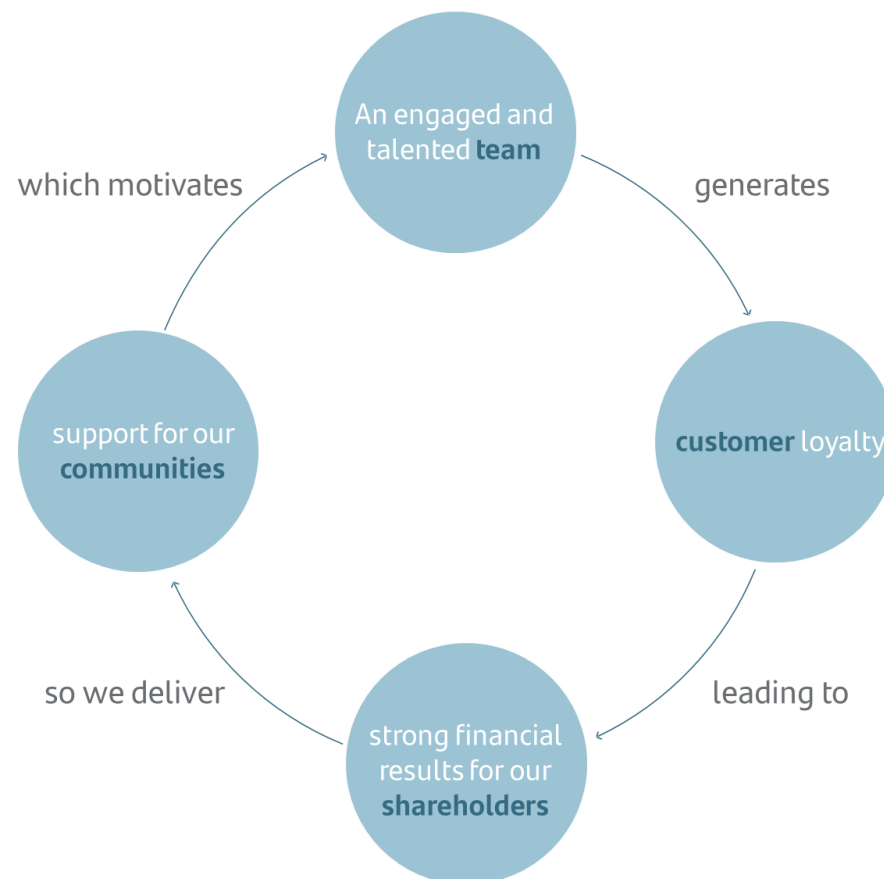 An engaged and
talented team
generates
customer loyalty
leading to
strong financial
results for our
shareholders
so we deliver
support for our
communities
which motivates